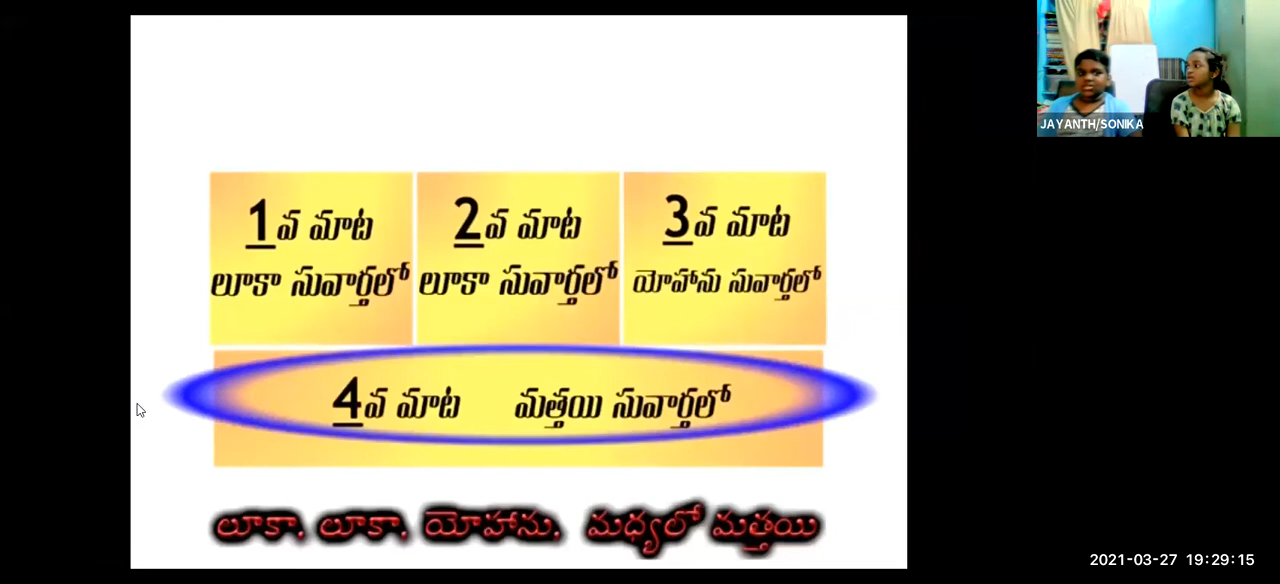 JAYANTH/SONIKA
1వ మాట
లూకా సువార్తలో
2వ మాట
లూకా సువార్తలో
3వ మాట
యోహాను సువార్తలో
4వ మాట మత్తయి సువార్తలో
లూకా, లూకా, యోహాను, మధ్యలో మత్తయి
2021-03-27 19:29:15